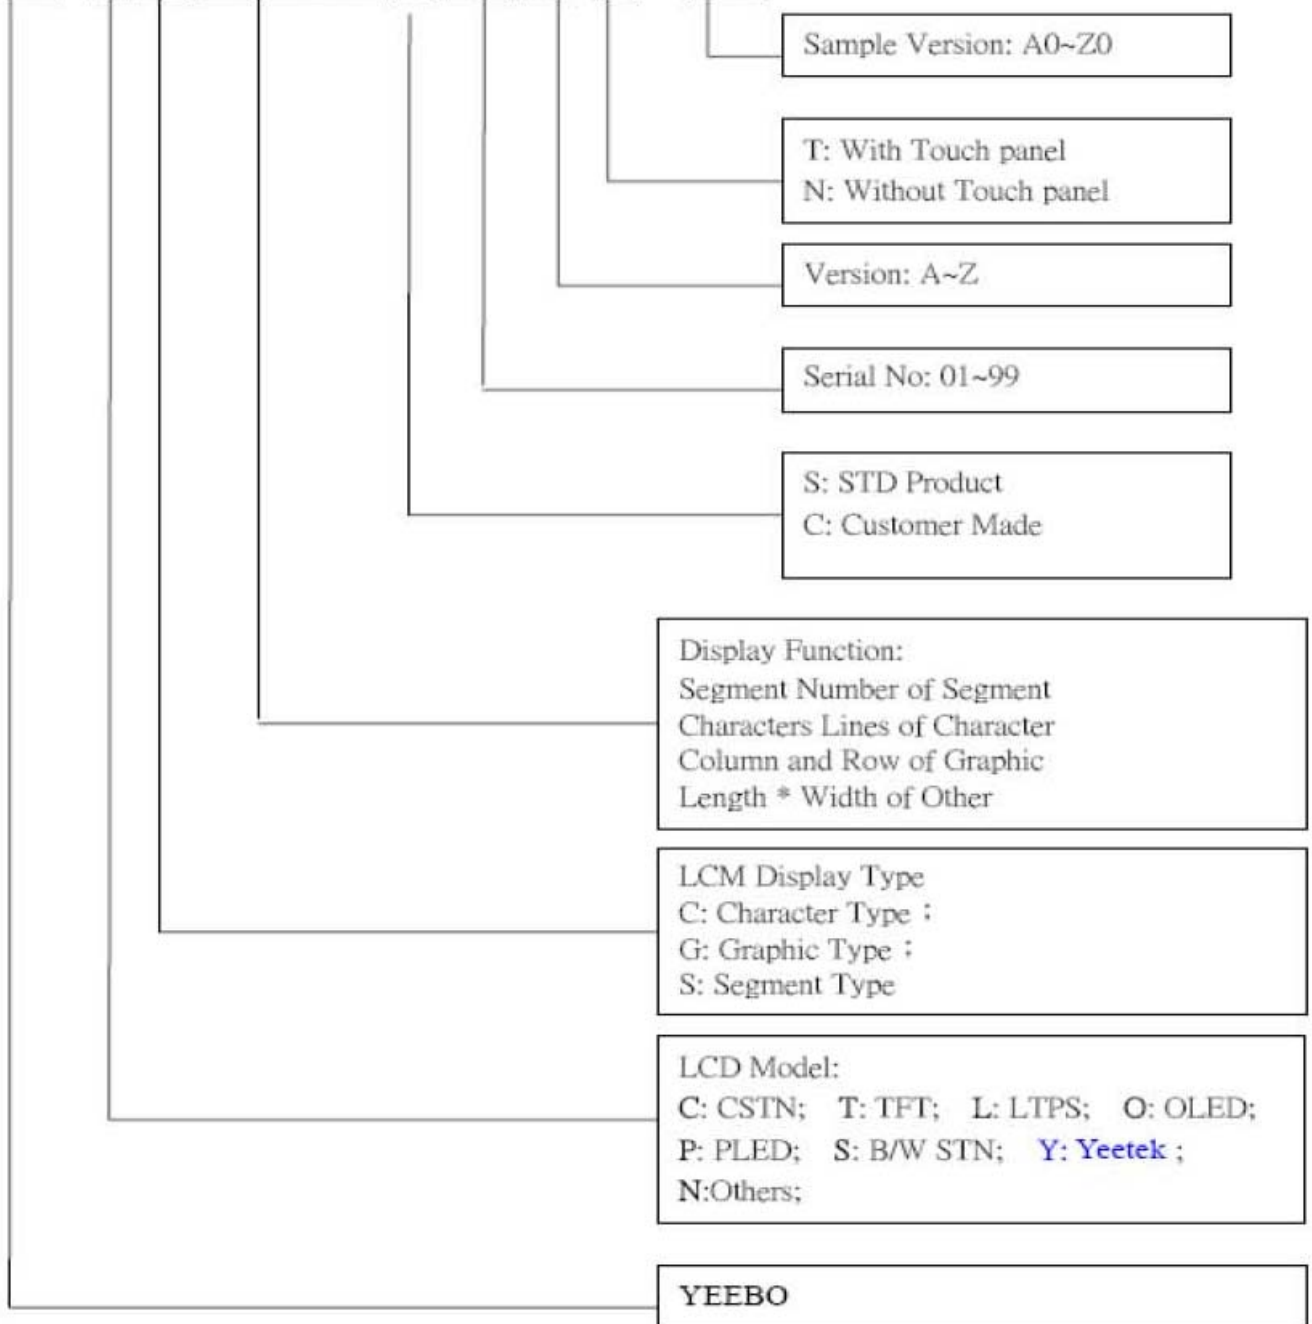 Sample Version: A0~Z0
T: With Touch panel
N: Without Touch panel
Version: A~Z
Serial No: 01~99
S: STD Product
C: Customer Made
Display Function:
Segment Number of Segment
Characters Lines of Character
Column and Row of Graphic
Length * Width of Other
LCM Display Type
C: Character Type；
G: Graphic Type；
S: Segment Type
LCD Model:
C: CSTN; T: TFT; L: LTPS; O: OLED;
P: PLED; S: B/W STN; Y: Yeetek ;
N:Others;
YEEBO